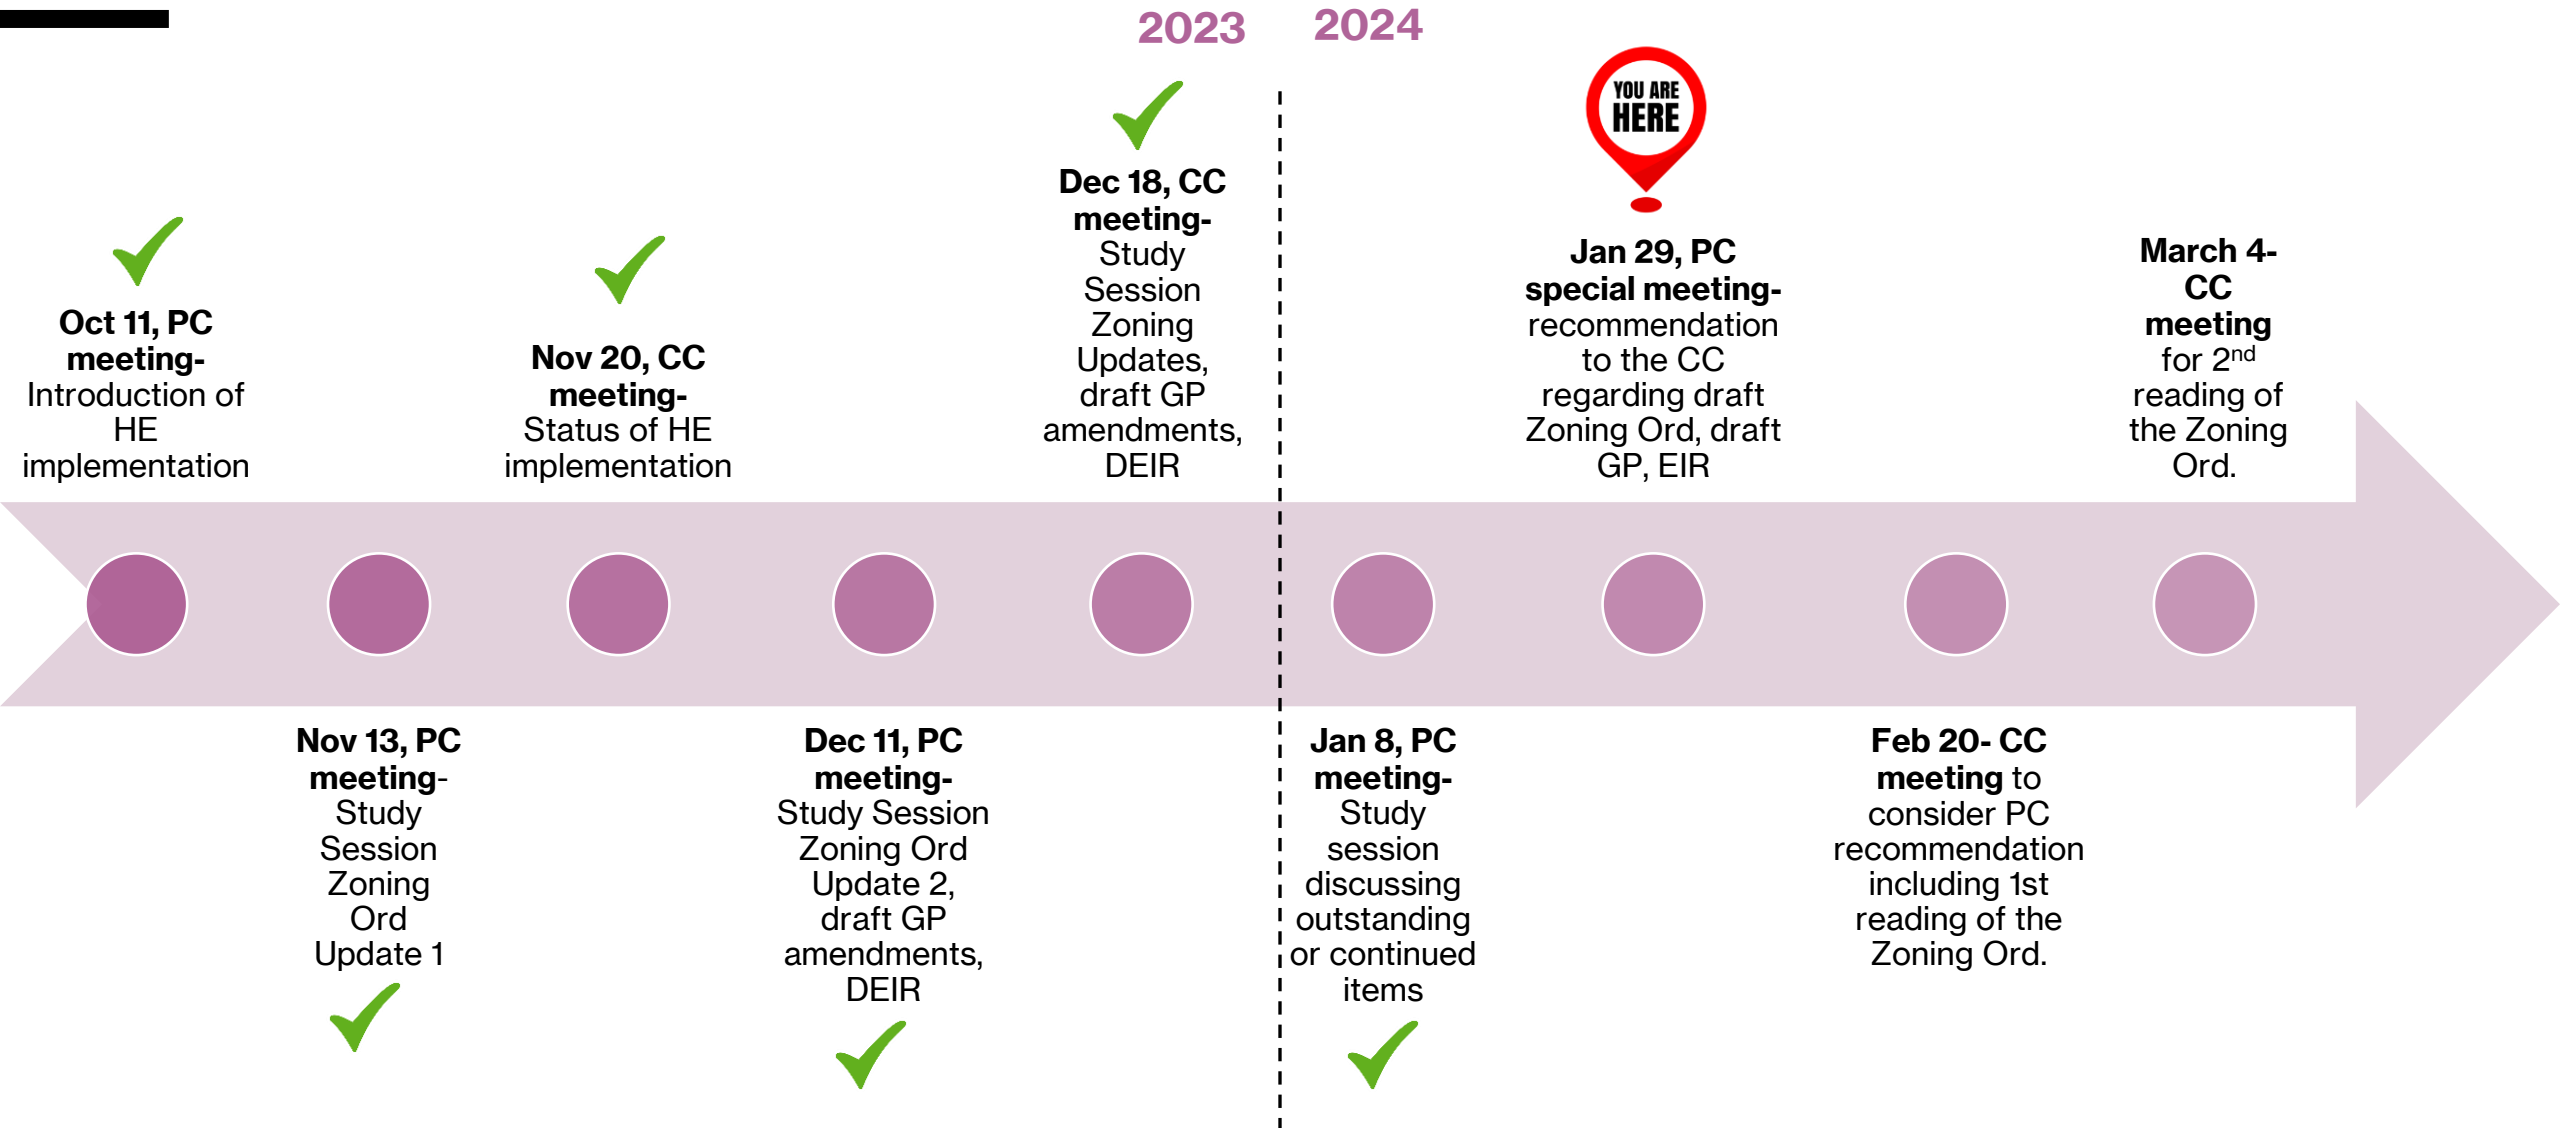 2023
2024
YOU ARE
HERE
Oct 11, PC
meeting-
Introduction of
HE
implementation
Nov 13, PC
meeting-
Study
Session
Zoning
Ord
Update 1
Nov 20, CC
meeting-
Status of HE
implementation
Dec 11, PC
meeting-
Study Session
Zoning Ord
Update 2,
draft GP
amendments,
DEIR
Dec 18, CC
meeting-
Study
Session
Zoning
Updates,
draft GP
amendments,
DEIR
Jan 8, PC
meeting-
Study
session
discussing
outstanding
or continued
items
Jan 29, PC
special meeting-
recommendation
to the CC
regarding draft
Zoning Ord, draft
GP, EIR
Feb 20- CC
meeting to
consider PC
recommendation
including 1st
reading of the
Zoning Ord.
March 4-
CC
meeting
for 2nd
reading of
the Zoning
Ord.